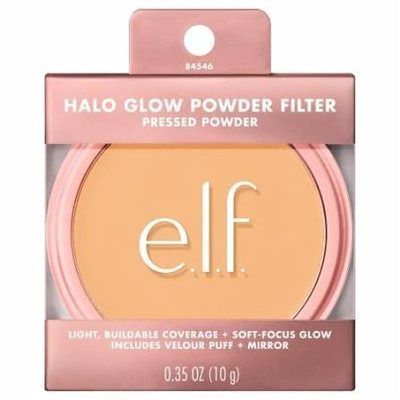 84546
HALO GLOW POWDER FILTER
PRESSED POWDER
e.l.f.
LIGHT, BUILDABLE COVERAGE + SOFT-FOCUS GLOW
INCLUDES VELOUR PUFF + MIRROR
0.35 OZ (10 g)